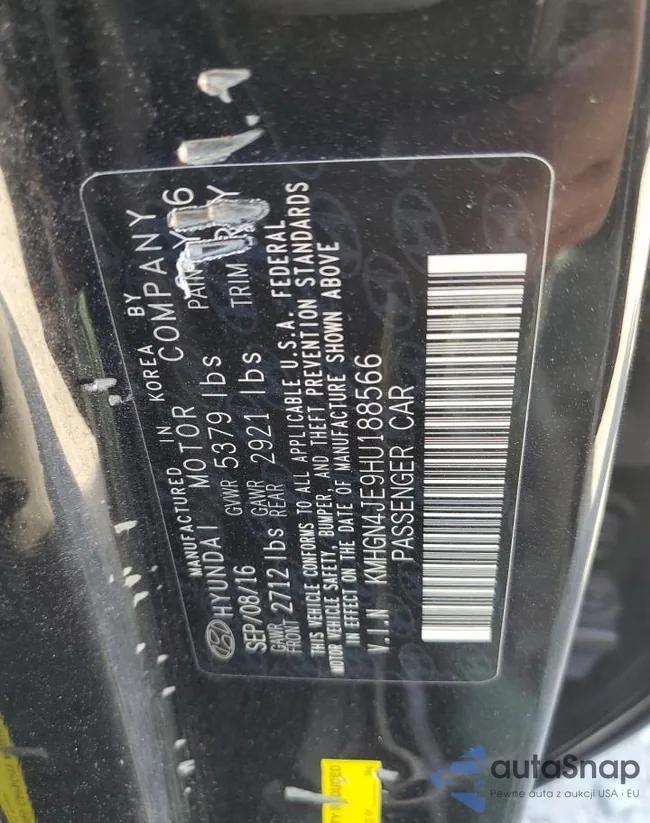 MANUFACTURED IN KOREA BY
HYUNDAI MOTOR COMPANY
SEP/08/16 GVWR 5379 lbs
GAWR FRONT 2712 lbs GAWR REAR 2921 lbs TRIM
THIS VEHICLE CONFORMS TO ALL APPLICABLE U.S.A. FEDERAL
MOTOR VEHICLE SAFETY, BUMPER, AND THEFT PREVENTION STANDARDS
IN EFFECT ON THE DATE OF MANUFACTURE SHOWN ABOVE
V.I.N KMHGN4JE9HU188566
PASSENGER CAR
autoSnap
Pewne auta z aukcji USA i EU